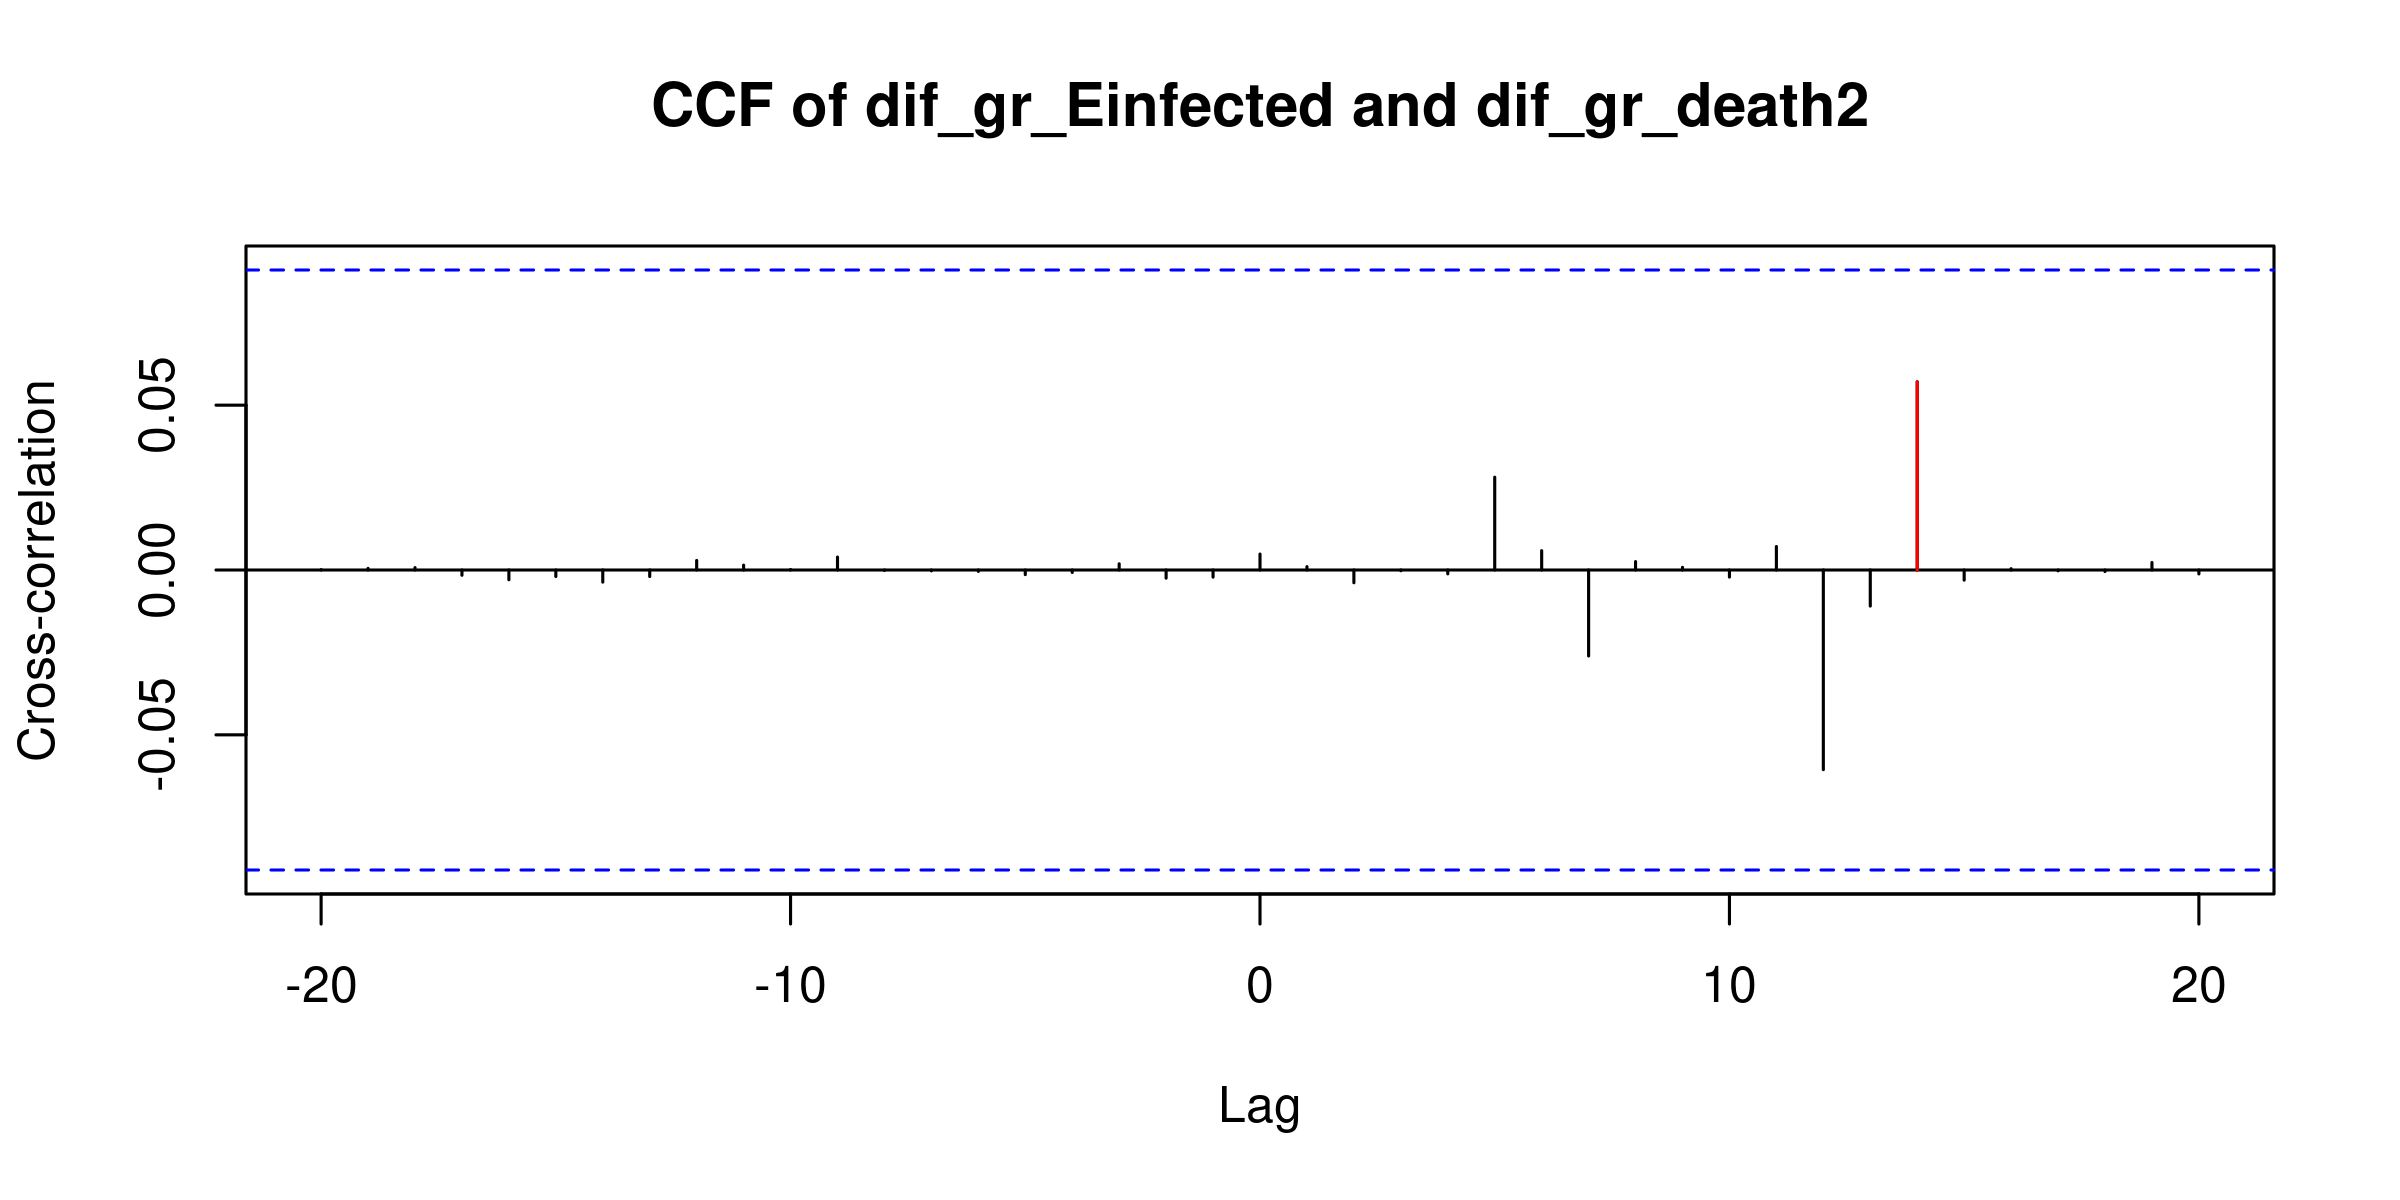 CCF of dif_gr_Einfected and dif_gr_death2
Cross-correlation
0.05
0.00
-0.05
-20 -10 0 10 20
Lag